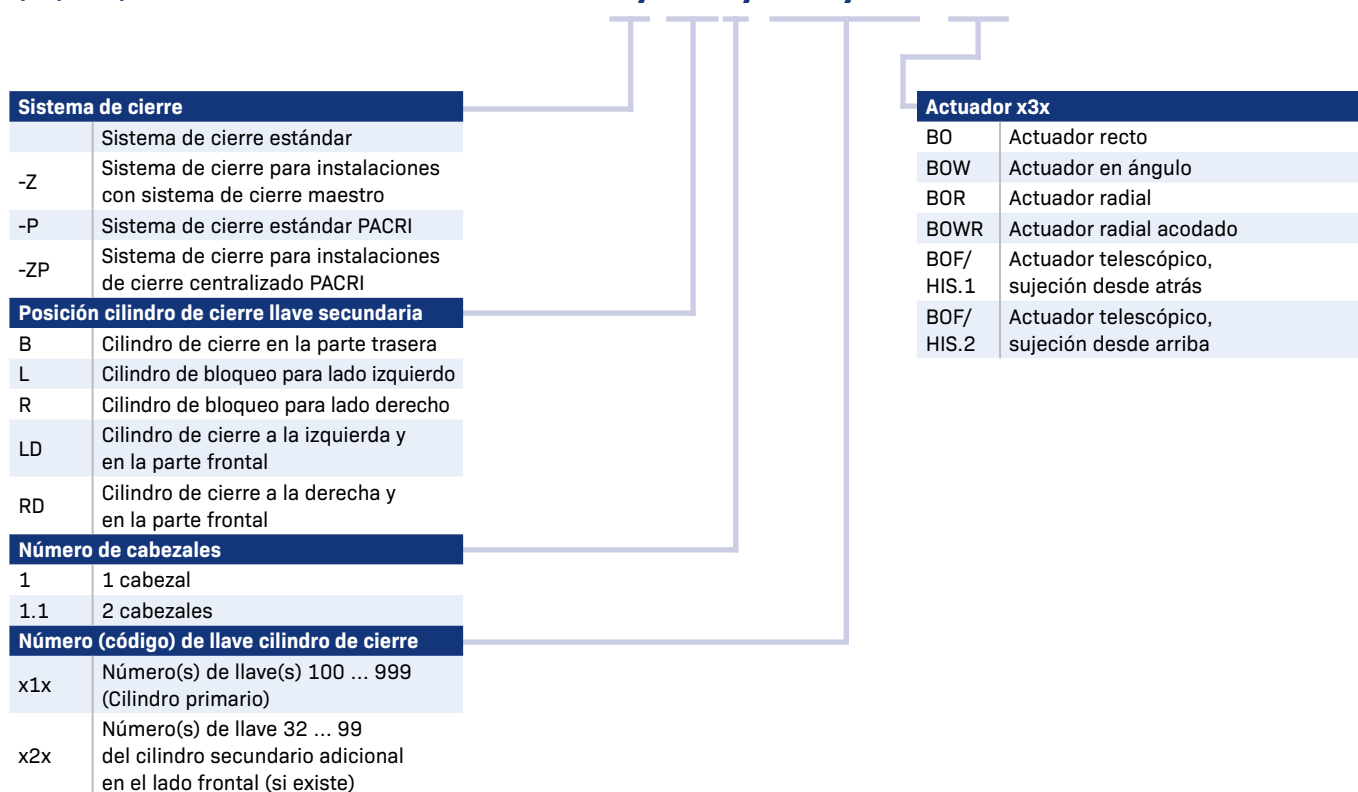 Sistema de cierre
Sistema de cierre estándar
-Z
Sistema de cierre para instalaciones
con sistema de cierre maestro
-P
Sistema de cierre estándar PACRI
-ZP
Sistema de cierre para instalaciones
de cierre centralizado PACRI
Posición cilindro de cierre llave secundaria
B
Cilindro de cierre en la parte trasera
L
Cilindro de bloqueo para lado izquierdo
R
Cilindro de bloqueo para lado derecho
LD
Cilindro de cierre a la izquierda y
en la parte frontal
RD
Cilindro de cierre a la derecha y
en la parte frontal
Número de cabezales
1
1 cabezal
1.1
2 cabezales
Número (código) de llave cilindro de cierre
x1x
Número(s) de llave(s) 100 ... 999
(Cilindro primario)
x2x
Número(s) de llave 32 ... 99
del cilindro secundario adicional
en el lado frontal (si existe)
Actuador x3x
BO
Actuador recto
BOW
Actuador en ángulo
BOR
Actuador radial
BOWR
Actuador radial acodado
BOF/
HIS.1
Actuador telescópico,
sujeción desde atrás
BOF/
HIS.2
Actuador telescópico,
sujeción desde arriba